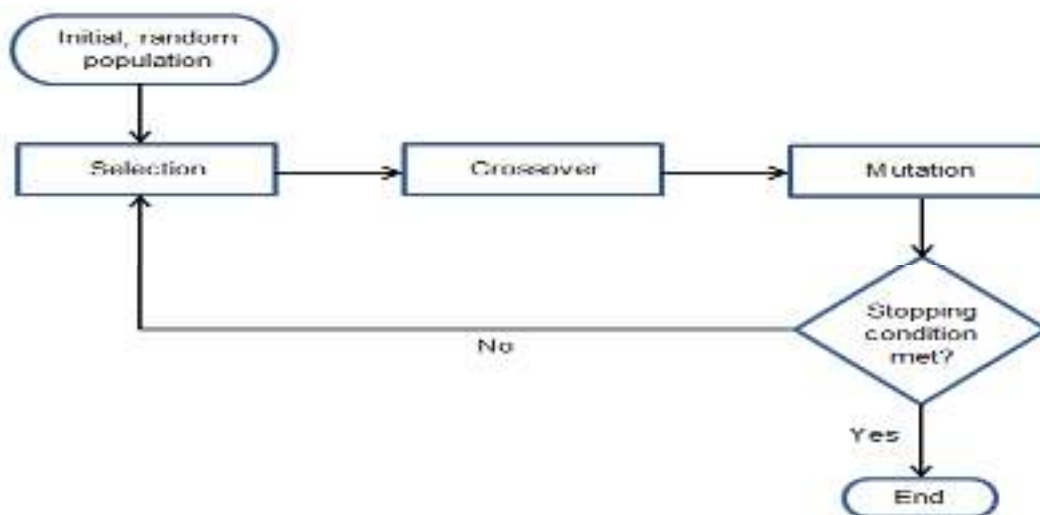 Initial, random
population
Selection
Crossover
Mutation
Stopping
condition
met?
No
Yes
End